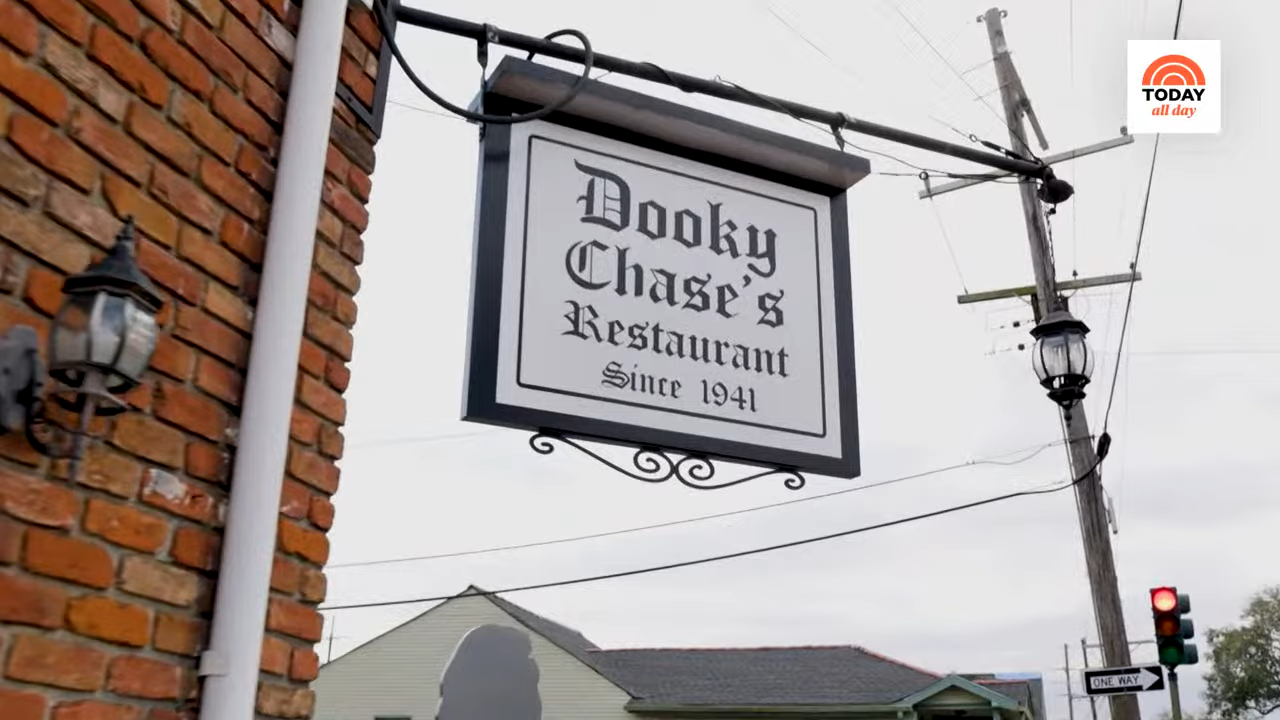 Dooky
Chase's
Restaurant
Since 1941
TODAY
all day
ONE WAY